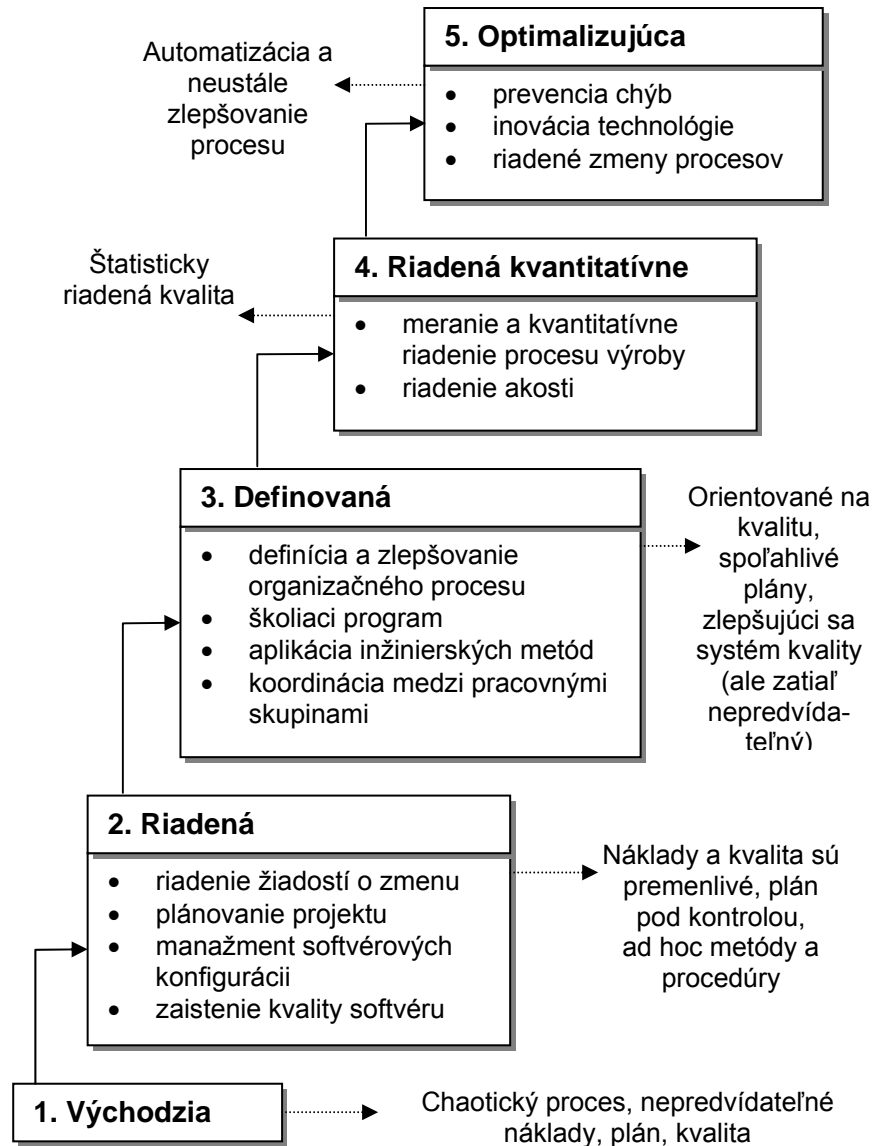 5. Optimalizujúca
• prevencia chýb
• inovácia technológie
• riadené zmeny procesov
Automatizácia a
neustále
zlepšovanie
procesu
4. Riadená kvantitatívne
• meranie a kvantitatívne
riadenie procesu výroby
• riadenie akosti
Štatisticky
riadená kvalita
3. Definovaná
• definícia a zlepšovanie
organizačného procesu
• školiaci program
• aplikácia inžinierských metód
• koordinácia medzi pracovnými
skupinami
Orientované na
kvalitu,
spoľahlivé
plány,
zlepšujúci sa
systém kvality
(ale zatiaľ
nepredvída-
teľný)
2. Riadená
• riadenie žiadostí o zmenu
• plánovanie projektu
• manažment softvérových
konfigurácii
• zaistenie kvality softvéru
Náklady a kvalita sú
premenlivé, plán
pod kontrolou,
ad hoc metódy a
procedúry
1. Východzia
Chaotický proces, nepredvídateľné
náklady, plán, kvalita